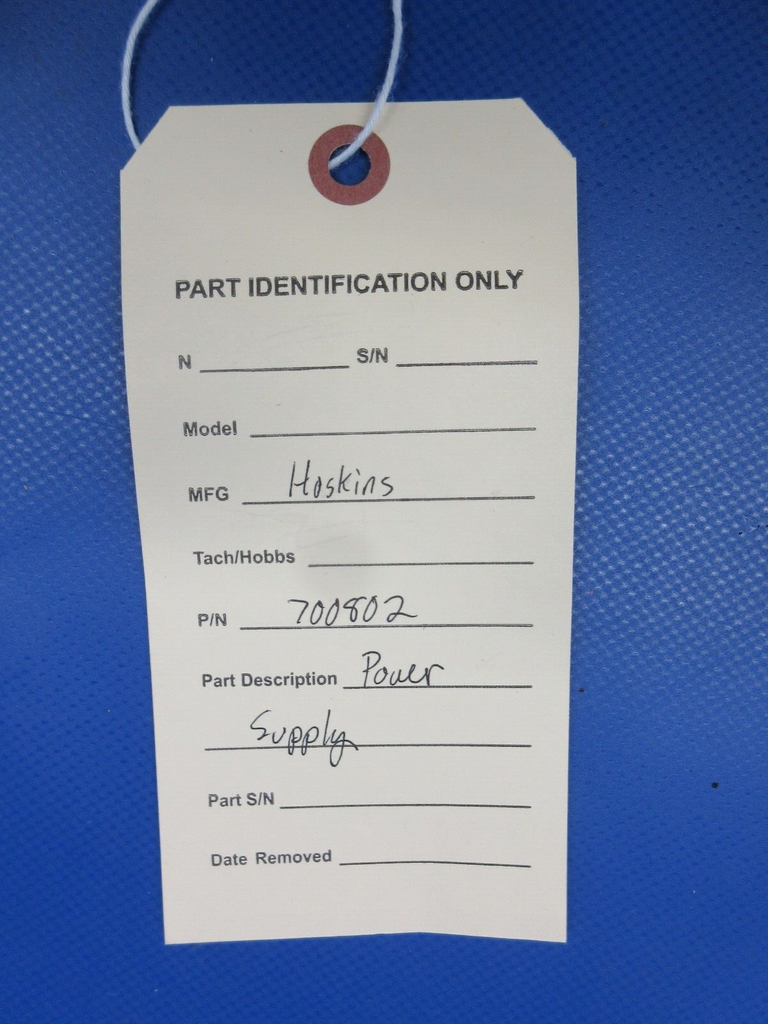 PART IDENTIFICATION ONLY
N S/N
Model
MFG Hoskins
Tach/Hobbs
P/N 700802
Part Description Power
Supply
Part S/N
Date Removed